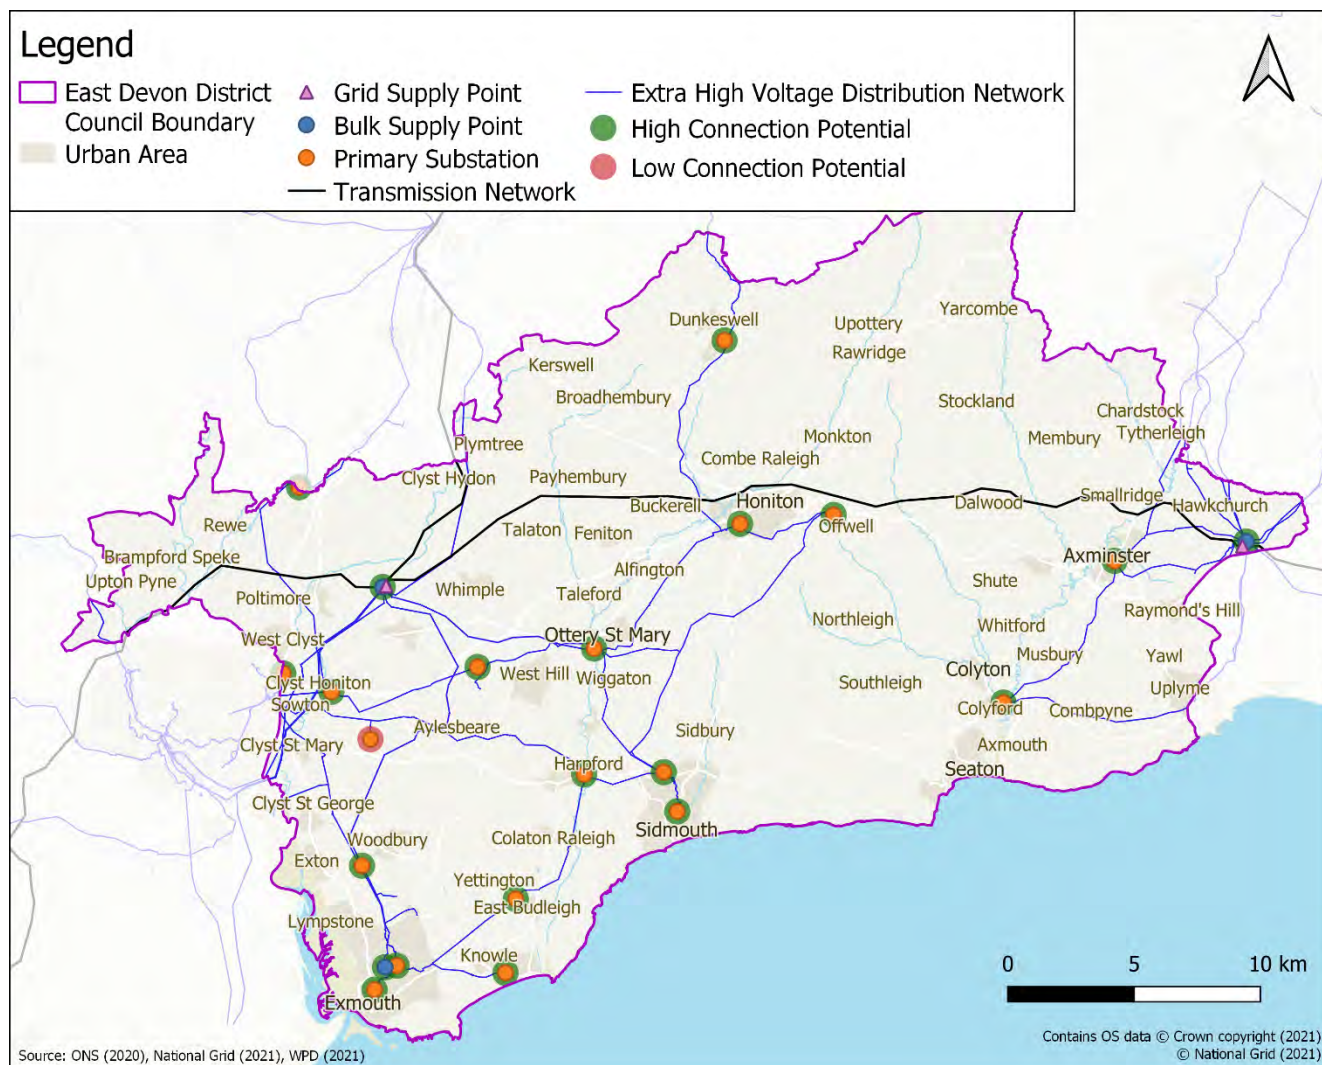 Legend
East Devon District
Council Boundary
Urban Area
Grid Supply Point
Bulk Supply Point
Primary Substation
Transmission Network
Extra High Voltage Distribution Network
High Connection Potential
Low Connection Potential
Dunkeswell
Yarcombe
Upottery
Rawridge
Kerswell
Broadhembury
Stockland
Chardstock
Tytherleigh
Monkton
Membury
Plymtree
Combe Raleigh
Clyst Hydon
Payhembury
Honiton
Buckerell
Dalwood
Smallridge
Hawkchurch
Rewe
Talaton
Feniton
Offwell
Brampford Speke
Axminster
Alfington
Upton Pyne
Whimple
Taleford
Shute
Poltimore
Raymond's Hill
Northleigh
Whitford
West Clyst
Ottery St Mary
Musbury
Yawl
West Hill
Wiggaton
Colyton
Clyst Honiton
Southleigh
Uplyme
Sowton
Colyford
Combpyne
Aylesbeare
Sidbury
Clyst St Mary
Axmouth
Harpford
Seaton
Clyst St George
Sidmouth
Woodbury
Colaton Raleigh
Exton
Yettington
East Budleigh
Lympstone
Knowle
Exmouth
0 5 10 km
Contains OS data © Crown copyright (2021)
© National Grid (2021)
Source: ONS (2020), National Grid (2021), WPD (2021)